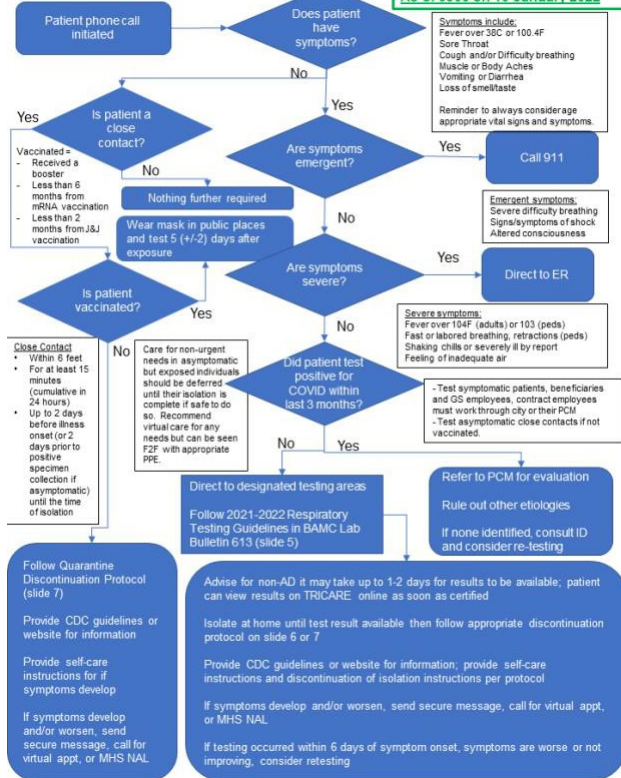 Patient phone call
initiated
Does patient
have
symptoms?
Symptoms include:
Fever over 38C or 100.4F
Sore Throat
Cough and/or Difficulty breathing
Muscle or Body Aches
Vomiting or Diarrhea
Loss of smell/taste
Reminder to always consider age
appropriate vital signs and symptoms.
No
Yes
Is patient a
close
contact?
Yes
No
Vaccinated =
- Received a
booster
- Less than 6
months from
mRNA vaccination
- Less than 2
months from J&J
vaccination
Nothing further required
Are symptoms
emergent?
Yes
Call 911
No
Emergent symptoms:
Severe difficulty breathing
Signs/symptoms of shock
Altered consciousness
Wear mask in public places
and test 5 (+/-2) days after
exposure
Is patient
vaccinated?
Yes
No
Are symptoms
severe?
Yes
Direct to ER
No
Severe symptoms:
Fever over 104F (adults) or 103 (peds)
Fast or labored breathing, retractions (peds)
Shaking chills or severely ill by report
Feeling of inadequate air
Close Contact
• Within 6 feet
• For at least 15
minutes
(cumulative in
24 hours)
• Up to 2 days
before illness
onset (or 2
days prior to
positive
specimen
collection if
asymptomatic)
until the time
of isolation
Care for non-urgent
needs in asymptomatic
but exposed individuals
should be deferred
until their isolation is
complete if safe to do
so. Recommend
virtual care for any
needs but can be seen
F2F with appropriate
PPE.
Did patient test
positive for
COVID within
last 3 months?
- Test symptomatic patients, beneficiaries
and GS employees, contract employees
must work through city or their PCM
- Test asymptomatic close contacts if not
vaccinated.
No
Yes
Direct to designated testing areas
Follow 2021-2022 Respiratory
Testing Guidelines in BAMC Lab
Bulletin 613 (slide 5)
Refer to PCM for evaluation
Rule out other etiologies
If none identified, consult ID
and consider re-testing
Follow Quarantine
Discontinuation Protocol
(slide 7)
Provide CDC guidelines or
website for information
Provide self-care
instructions for if
symptoms develop
If symptoms develop
and/or worsen, send
secure message, call for
virtual appt, or MHS NAL
Advise for non-AD it may take up to 1-2 days for results to be available; patient
can view results on TRICARE online as soon as certified
Isolate at home until test result available then follow appropriate discontinuation
protocol on slide 6 or 7
Provide CDC guidelines or website for information; provide self-care
instructions and discontinuation of isolation instructions per protocol
If symptoms develop and/or worsen, send secure message, call for virtual appt,
or MHS NAL
If testing occurred within 6 days of symptom onset, symptoms are worse or not
improving, consider retesting